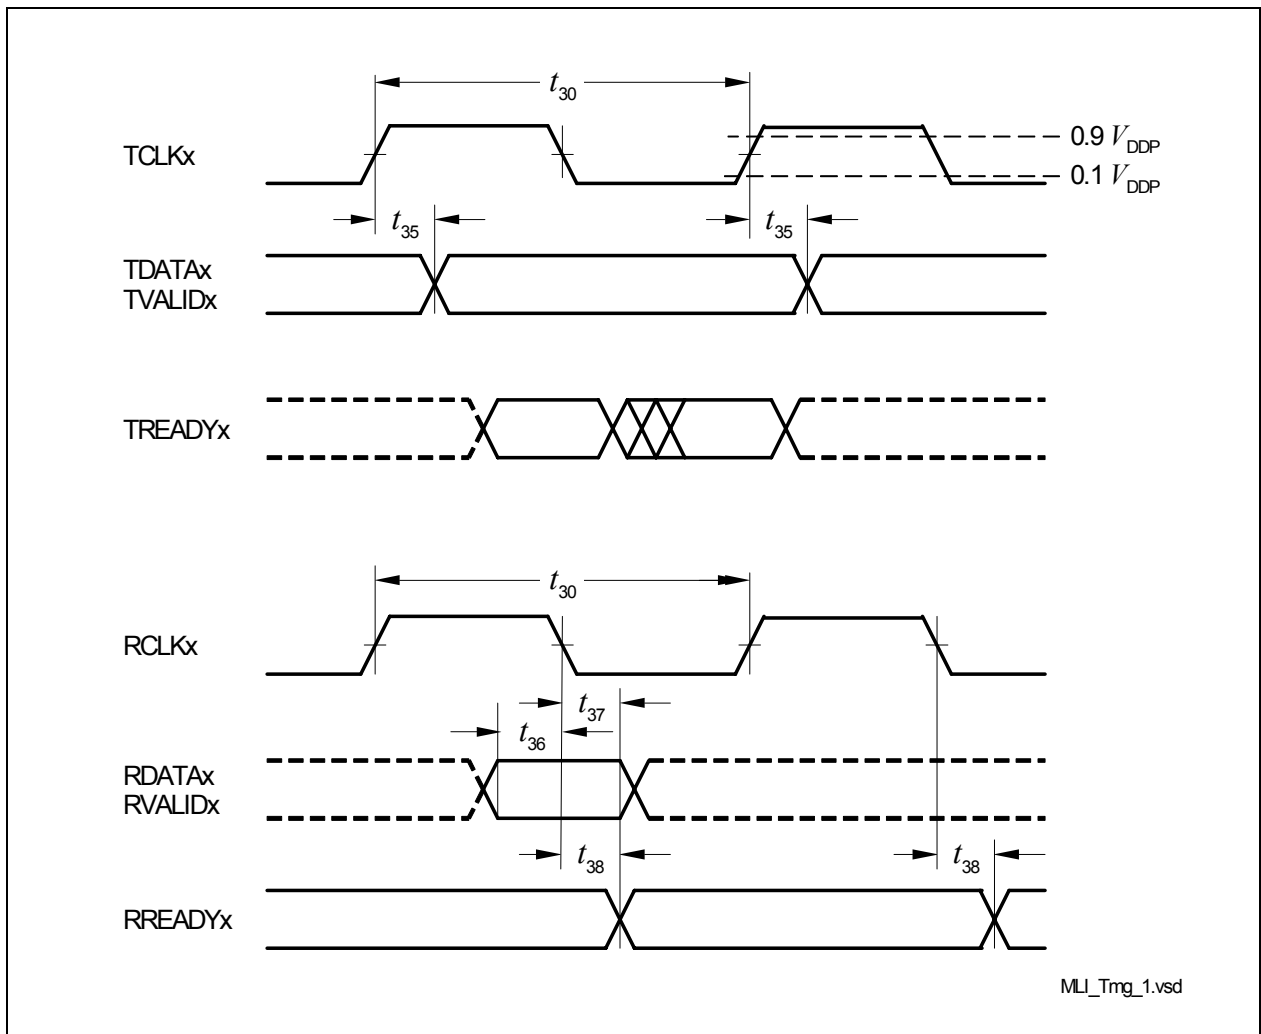 t30
TCLKx
0.9 VDDP
0.1 VDDP
t35
t35
TDATAx
TVALIDx
TREADYx
t30
RCLKx
t37
t36
RDATAx
RVALIDx
t38
t38
RREADYx
MLI_Tmg_1.vsd